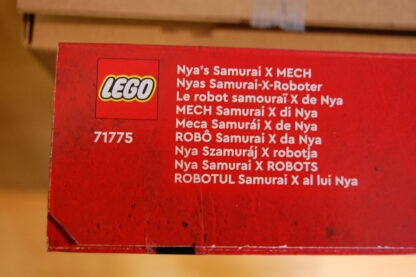 LEGO
71775
Nya's Samurai X MECH
Nyas Samurai-X-Roboter
Le robot samouraï X de Nya
MECH Samurai X di Nya
Meca Samurái X de Nya
ROBÔ Samurai X da Nya
Nya Szamuráj X robotja
Nya Samurai X ROBOTS
ROBOTUL Samurai X al lui Nya